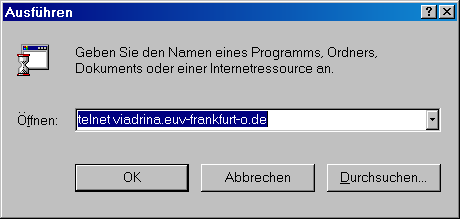 Ausführen
Geben Sie den Namen eines Programms, Ordners,
Dokuments oder einer Internetressource an.
Öffnen: telnet viadrina.euv-frankfurt-o.de
OK Abbrechen Durchsuchen...